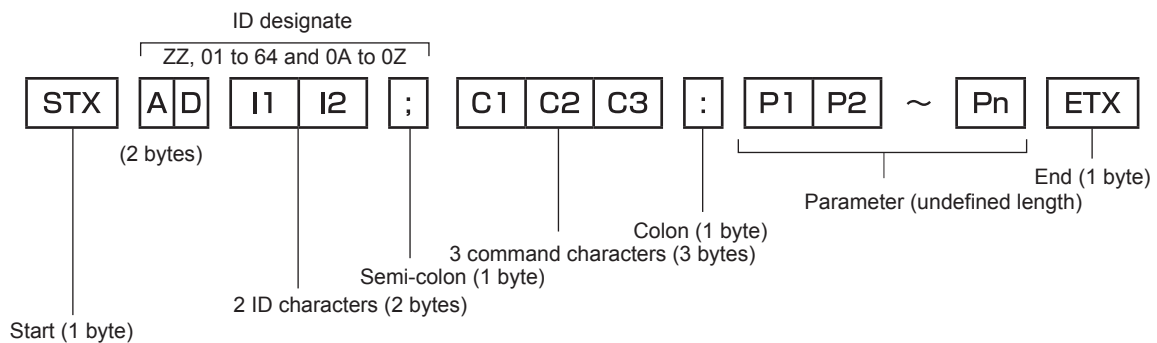 ID designate
ZZ, 01 to 64 and 0A to 0Z
STX A D I1 I2 ; C1 C2 C3 : P1 P2 ～ Pn ETX
(2 bytes)
End (1 byte)
Parameter (undefined length)
Colon (1 byte)
3 command characters (3 bytes)
Semi-colon (1 byte)
2 ID characters (2 bytes)
Start (1 byte)